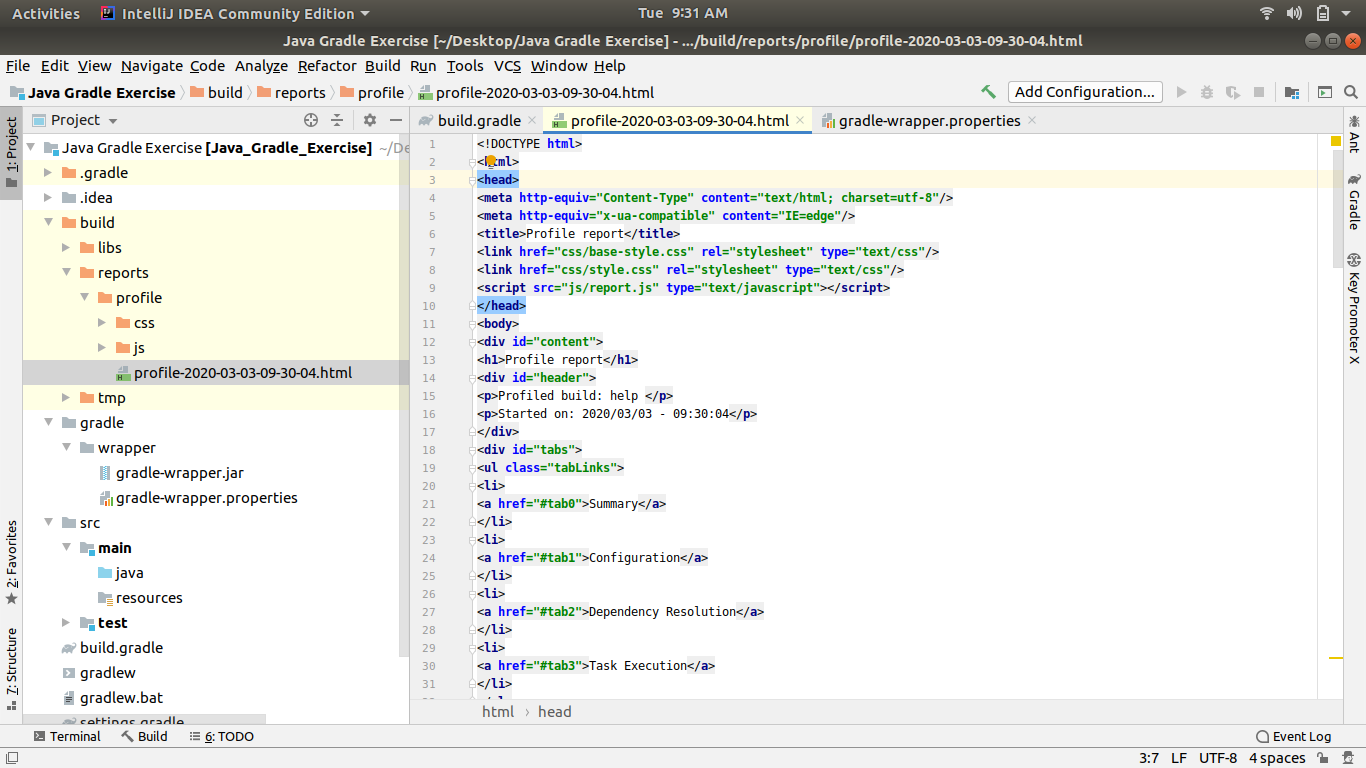 Activities IntelliJ IDEA Community Edition Tue 9:31 AM
Java Gradle Exercise [~/Desktop/Java Gradle Exercise] - .../build/reports/profile/profile-2020-03-03-09-30-04.html
File Edit View Navigate Code Analyze Refactor Build Run Tools VCS Window Help
Java Gradle Exercise build reports profile profile-2020-03-03-09-30-04.html Add Configuration...
1: Project
2: Favorites
7: Structure
Project
Java Gradle Exercise [Java_Gradle_Exercise] ~/De
.gradle
.idea
build
libs
reports
profile
css
js
profile-2020-03-03-09-30-04.html
tmp
gradle
wrapper
gradle-wrapper.jar
gradle-wrapper.properties
src
main
java
resources
test
build.gradle
gradlew
gradlew.bat
settings.gradle
build.gradle profile-2020-03-03-09-30-04.html gradle-wrapper.properties
1 <!DOCTYPE html>
2 <html>
3 <head>
4 <meta http-equiv="Content-Type" content="text/html; charset=utf-8"/>
5 <meta http-equiv="x-ua-compatible" content="IE=edge"/>
6 <title>Profile report</title>
7 <link href="css/base-style.css" rel="stylesheet" type="text/css"/>
8 <link href="css/style.css" rel="stylesheet" type="text/css"/>
9 <script src="js/report.js" type="text/javascript"></script>
10 </head>
11 <body>
12 <div id="content">
13 <h1>Profile report</h1>
14 <div id="header">
15 <p>Profiled build: help </p>
16 <p>Started on: 2020/03/03 - 09:30:04</p>
17 </div>
18 <div id="tabs">
19 <ul class="tabLinks">
20 <li>
21 <a href="#tab0">Summary</a>
22 </li>
23 <li>
24 <a href="#tab1">Configuration</a>
25 </li>
26 <li>
27 <a href="#tab2">Dependency Resolution</a>
28 </li>
29 <li>
30 <a href="#tab3">Task Execution</a>
31 </li>
html › head
Ant
Gradle
Key Promoter X
Terminal Build 6: TODO Event Log
3:7 LF UTF-8 4 spaces